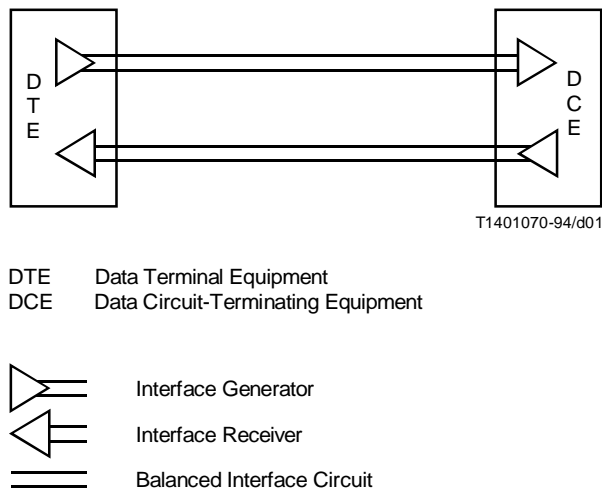 D
T
E
D
C
E
T1401070-94/d01
DTE Data Terminal Equipment
DCE Data Circuit-Terminating Equipment
Interface Generator
Interface Receiver
Balanced Interface Circuit